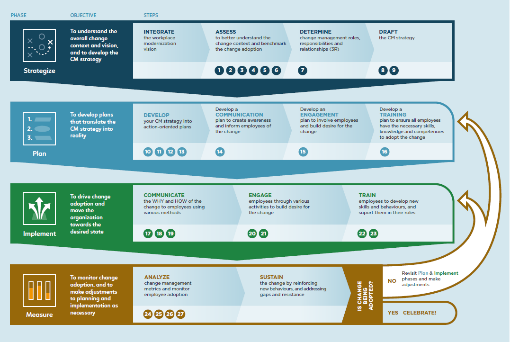 PHASE
OBJECTIVE
STEPS
Strategize
To understand the
overall change
context and vision,
and to develop the
CM strategy
INTEGRATE
the workplace
modernization
vision
ASSESS
to better understand the
change context and benchmark
the change adoption
1 2 3 4 5 6
DETERMINE
change management roles,
responsibilities and
relationships (3R)
7
DRAFT
the CM strategy
8 9
1.
2.
3.
Plan
To develop plans
that translate the
CM strategy into
reality
DEVELOP
your CM strategy into
action-oriented plans
10 11 12 13
Develop a
COMMUNICATION
plan to create awareness
and inform employees of
the change
14
Develop an
ENGAGEMENT
plan to involve employees
and build desire for the
change
15
Develop a
TRAINING
plan to ensure all employees
have the necessary skills,
knowledge and competences
to adopt the change
16
Implement
To drive change
adoption and
move the
organization
towards the
desired state
COMMUNICATE
the WHY and HOW of the
change to employees using
various methods
17 18 19
ENGAGE
employees through various
activities to build desire for
the change
20 21
TRAIN
employees to develop new
skills and behaviours, and
suport them in their roles
22 23
Measure
To monitor change
adoption, and to
make adjustments
to planning and
implementation as
necessary
ANALYZE
change management
metrics and monitor
employee adoption
24 25 26 27
SUSTAIN
the change by reinforcing
new behaviours, and addressing
gaps and resistance
IS CHANGE
BEING
ADOPTED?
NO
Revisit Plan & Implement
phases and make
adjustments
YES CELEBRATE!